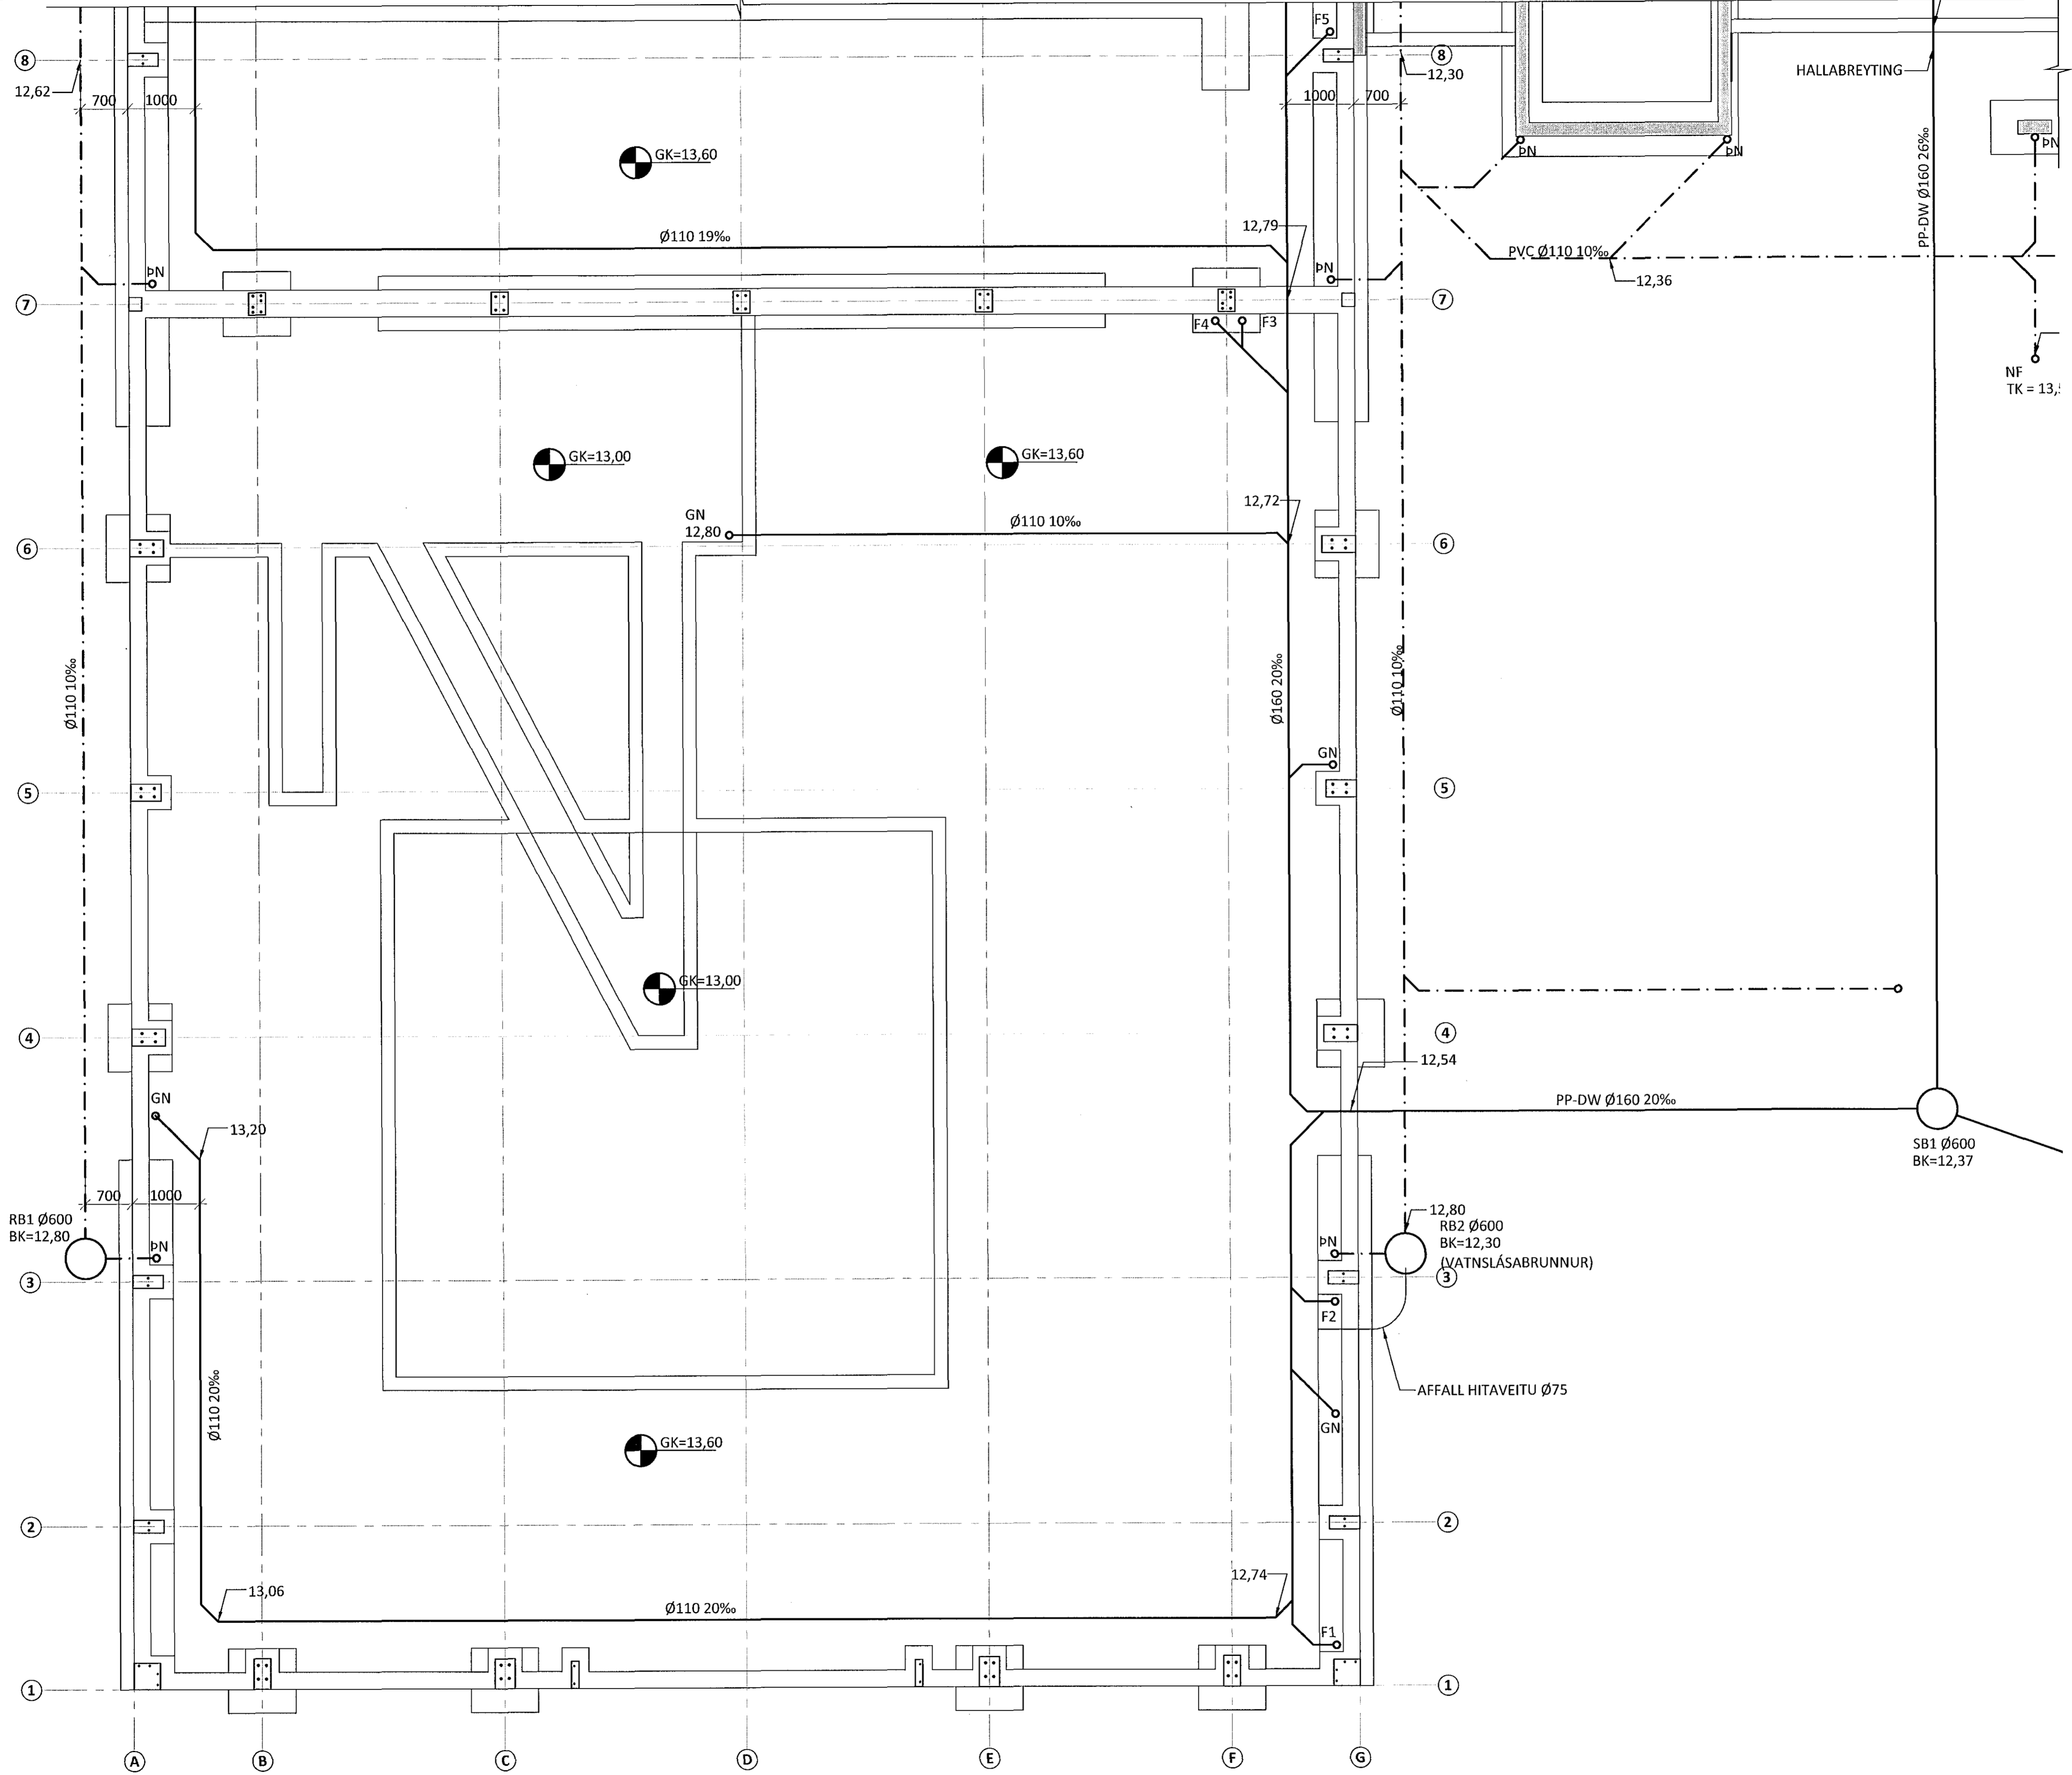 F5
8
8
12,62
12,30
HALLABREYTING
700
1000
1000
700
GK=13,60
ÞN
ÞN
ÞN
PP-DW Ø160 26‰
12,79
Ø110 19‰
PVC Ø110 10‰
12,36
ÞN
ÞN
7
7
F4
F3
NF
GK=13,00
GK=13,60
12,72
GN
12,80
Ø110 10‰
6
6
Ø110 10‰
Ø160 20‰
Ø110 10‰
GN
5
5
GK=13,00
4
4
12,54
GN
PP-DW Ø160 20‰
13,20
SB1 Ø600
BK=12,37
700
1000
RB1 Ø600
BK=12,80
ÞN
12,80
RB2 Ø600
BK=12,30
(VATNSLÁSABRUNNUR)
ÞN
3
3
F2
AFFALL HITAVEITU Ø75
Ø110 20‰
GN
GK=13,60
2
2
13,06
12,74
Ø110 20‰
F1
1
1
A
B
C
D
E
F
G